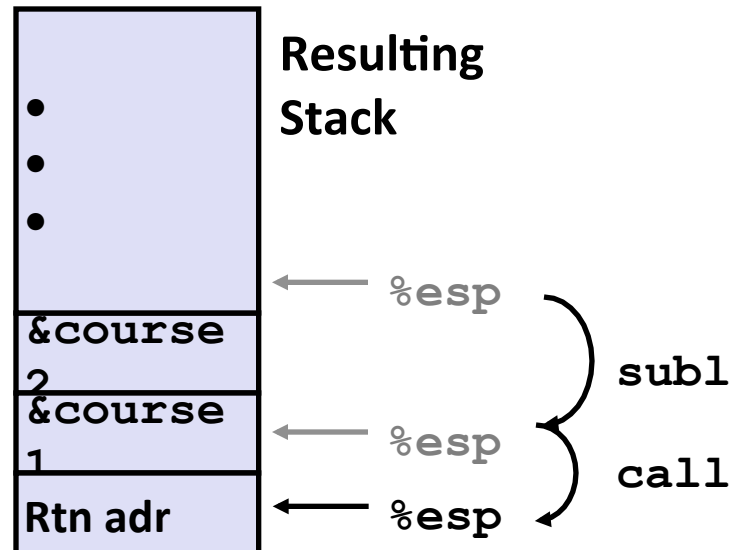 Resulting
Stack
•
•
•
%esp
&course
2
subl
&course
1
%esp
call
Rtn adr
%esp